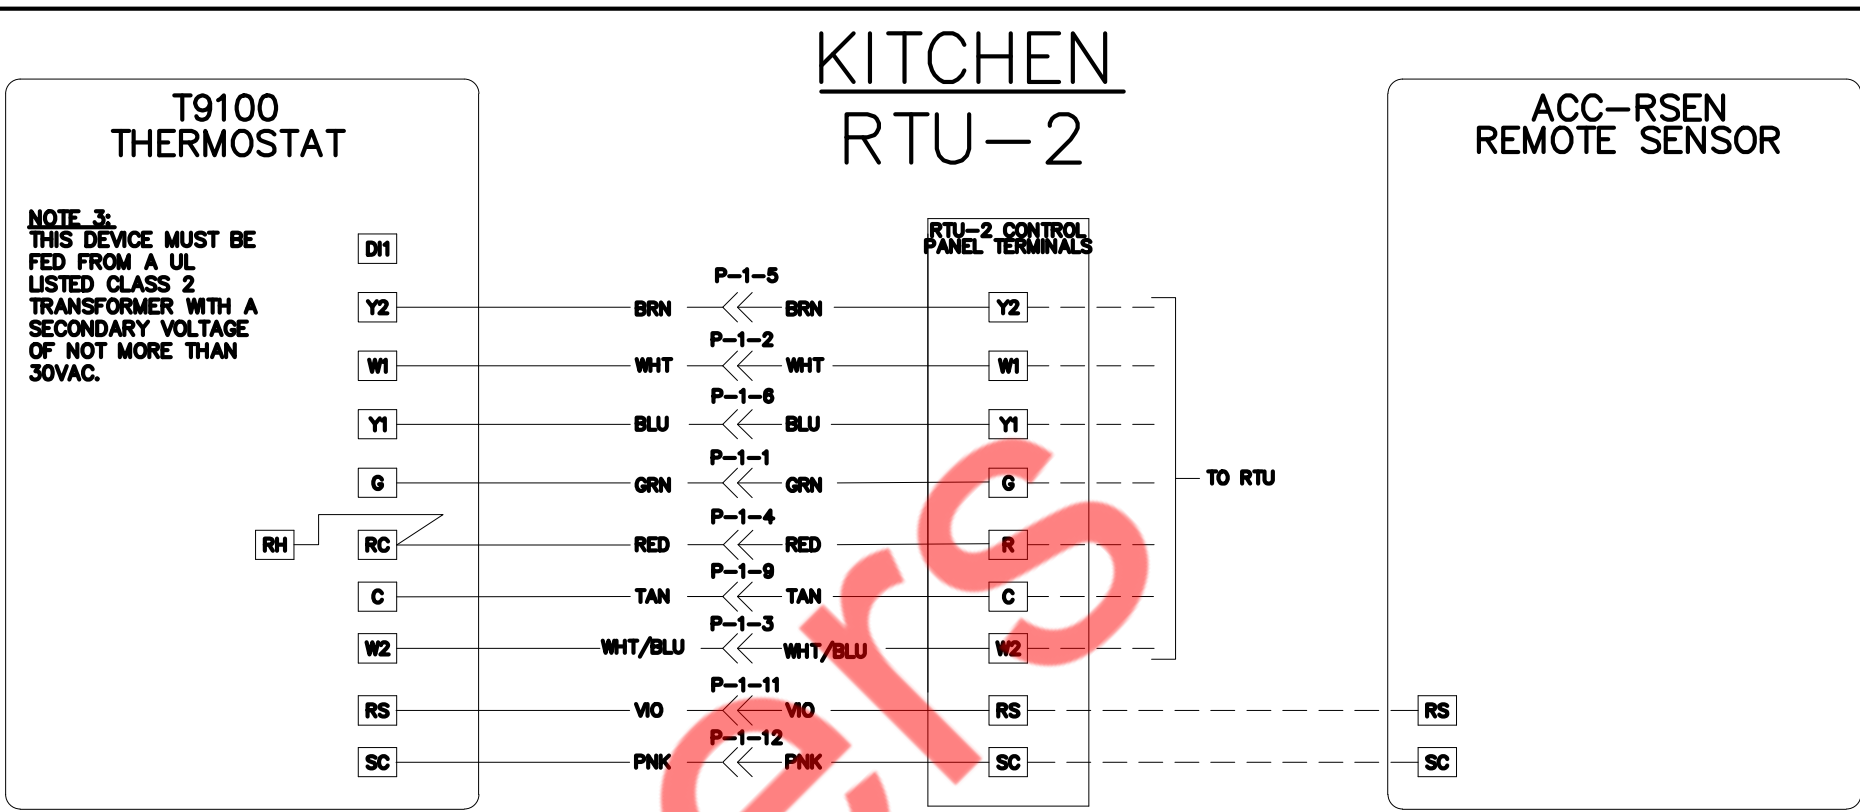 KITCHEN
RTU-2
T9100
THERMOSTAT
NOTE 3:
THIS DEVICE MUST BE
FED FROM A UL
LISTED CLASS 2
TRANSFORMER WITH A
SECONDARY VOLTAGE
OF NOT MORE THAN
30VAC.
DI1
Y2
W1
Y1
G
RH
RC
C
W2
RS
SC
P-1-5
BRN BRN
P-1-2
WHT WHT
P-1-6
BLU BLU
P-1-1
GRN GRN
P-1-4
RED RED
P-1-9
TAN TAN
P-1-3
WHT/BLU WHT/BLU
P-1-11
VIO VIO
P-1-12
PNK PNK
RTU-2 CONTROL
PANEL TERMINALS
Y2
W1
Y1
G
R
C
W2
RS
SC
TO RTU
ACC-RSEN
REMOTE SENSOR
RS
SC
ers